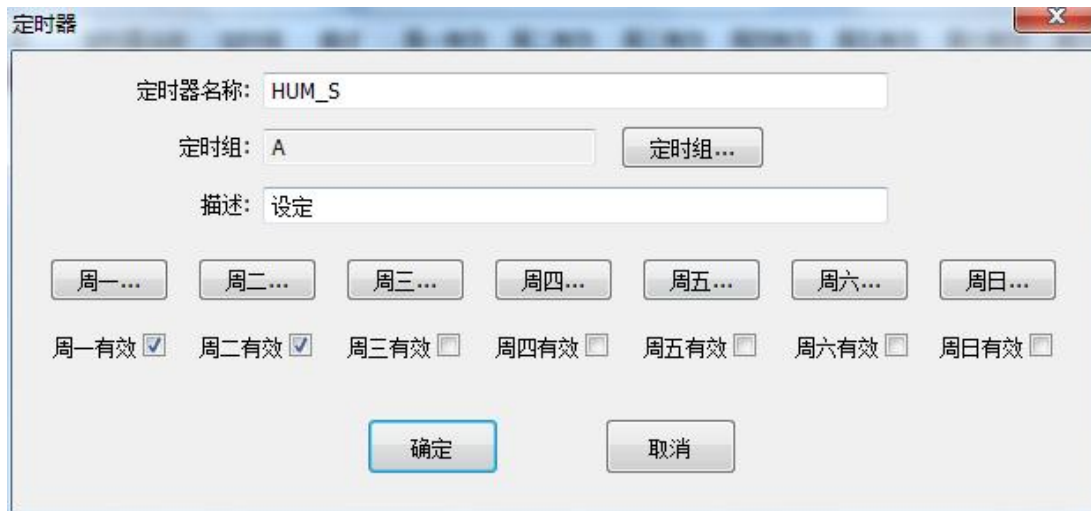 定时器
定时器名称: HUM_S
定时组: A 定时组...
描述: 设定
周一... 周二... 周三... 周四... 周五... 周六... 周日...
周一有效 周二有效 周三有效 周四有效 周五有效 周六有效 周日有效
确定 取消